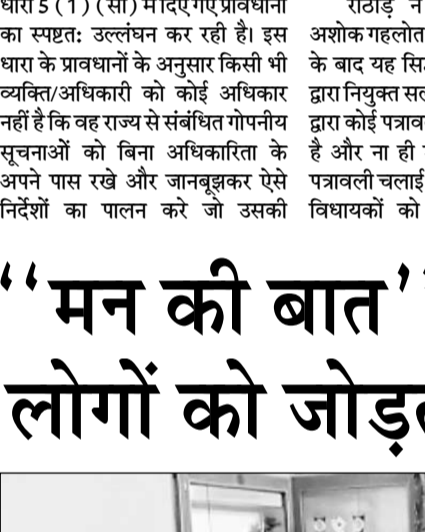 धारा 5 ( 1 ) ( सी ) में दिए गए प्रावधानों
का स्पष्टत: उल्लंघन कर रही है। इस
धारा के प्रावधानों के अनुसार किसी भी
व्यक्ति/अधिकारी को कोई अधिकार
नहीं है कि वह राज्य से संबंधित गोपनीय
सूचनाओं को बिना अधिकारिता के
अपने पास रखे और जानबूझकर ऐसे
निर्देशों का पालन करे जो उसकी
राठौड़ ने
अशोक गहलोत
के बाद यह
द्वारा नियुक्त
द्वारा कोई
है और ना ही
पत्रावली चलाई
विधायकों को
“मन की बात”
लोगों को